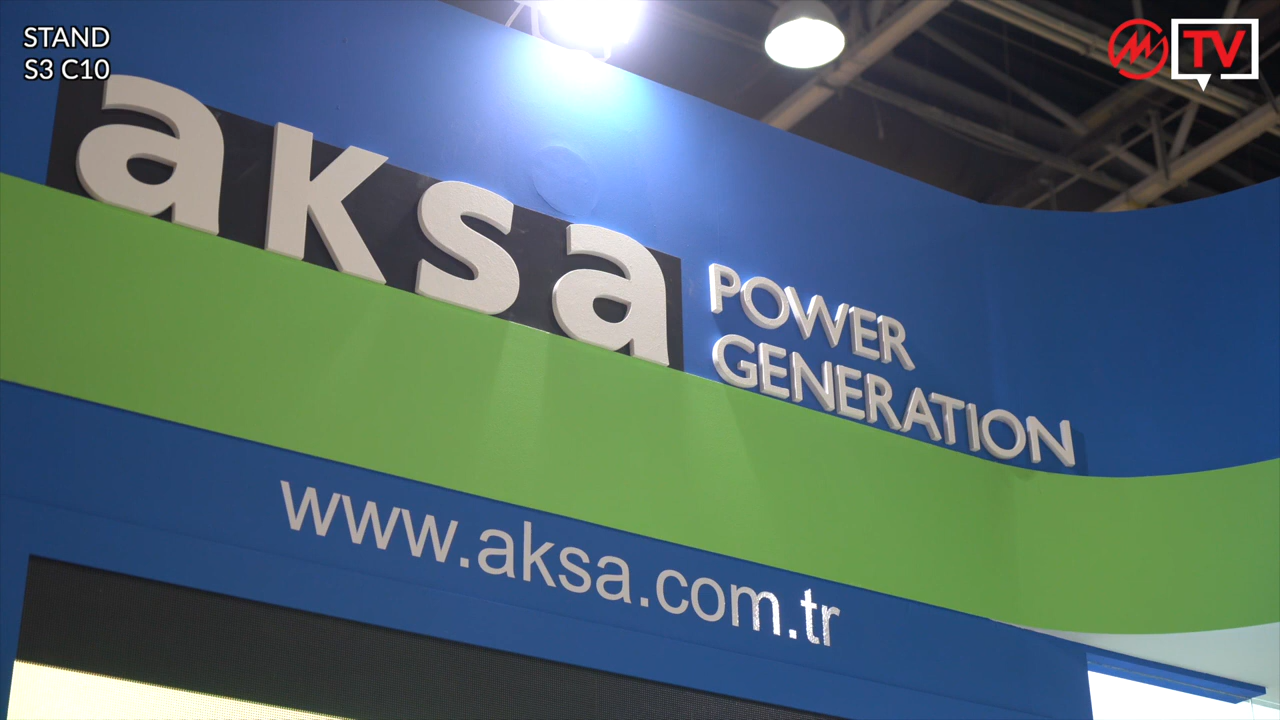 STAND
S3 C10
TV
aksa
POWER
GENERATION
www.aksa.com.tr